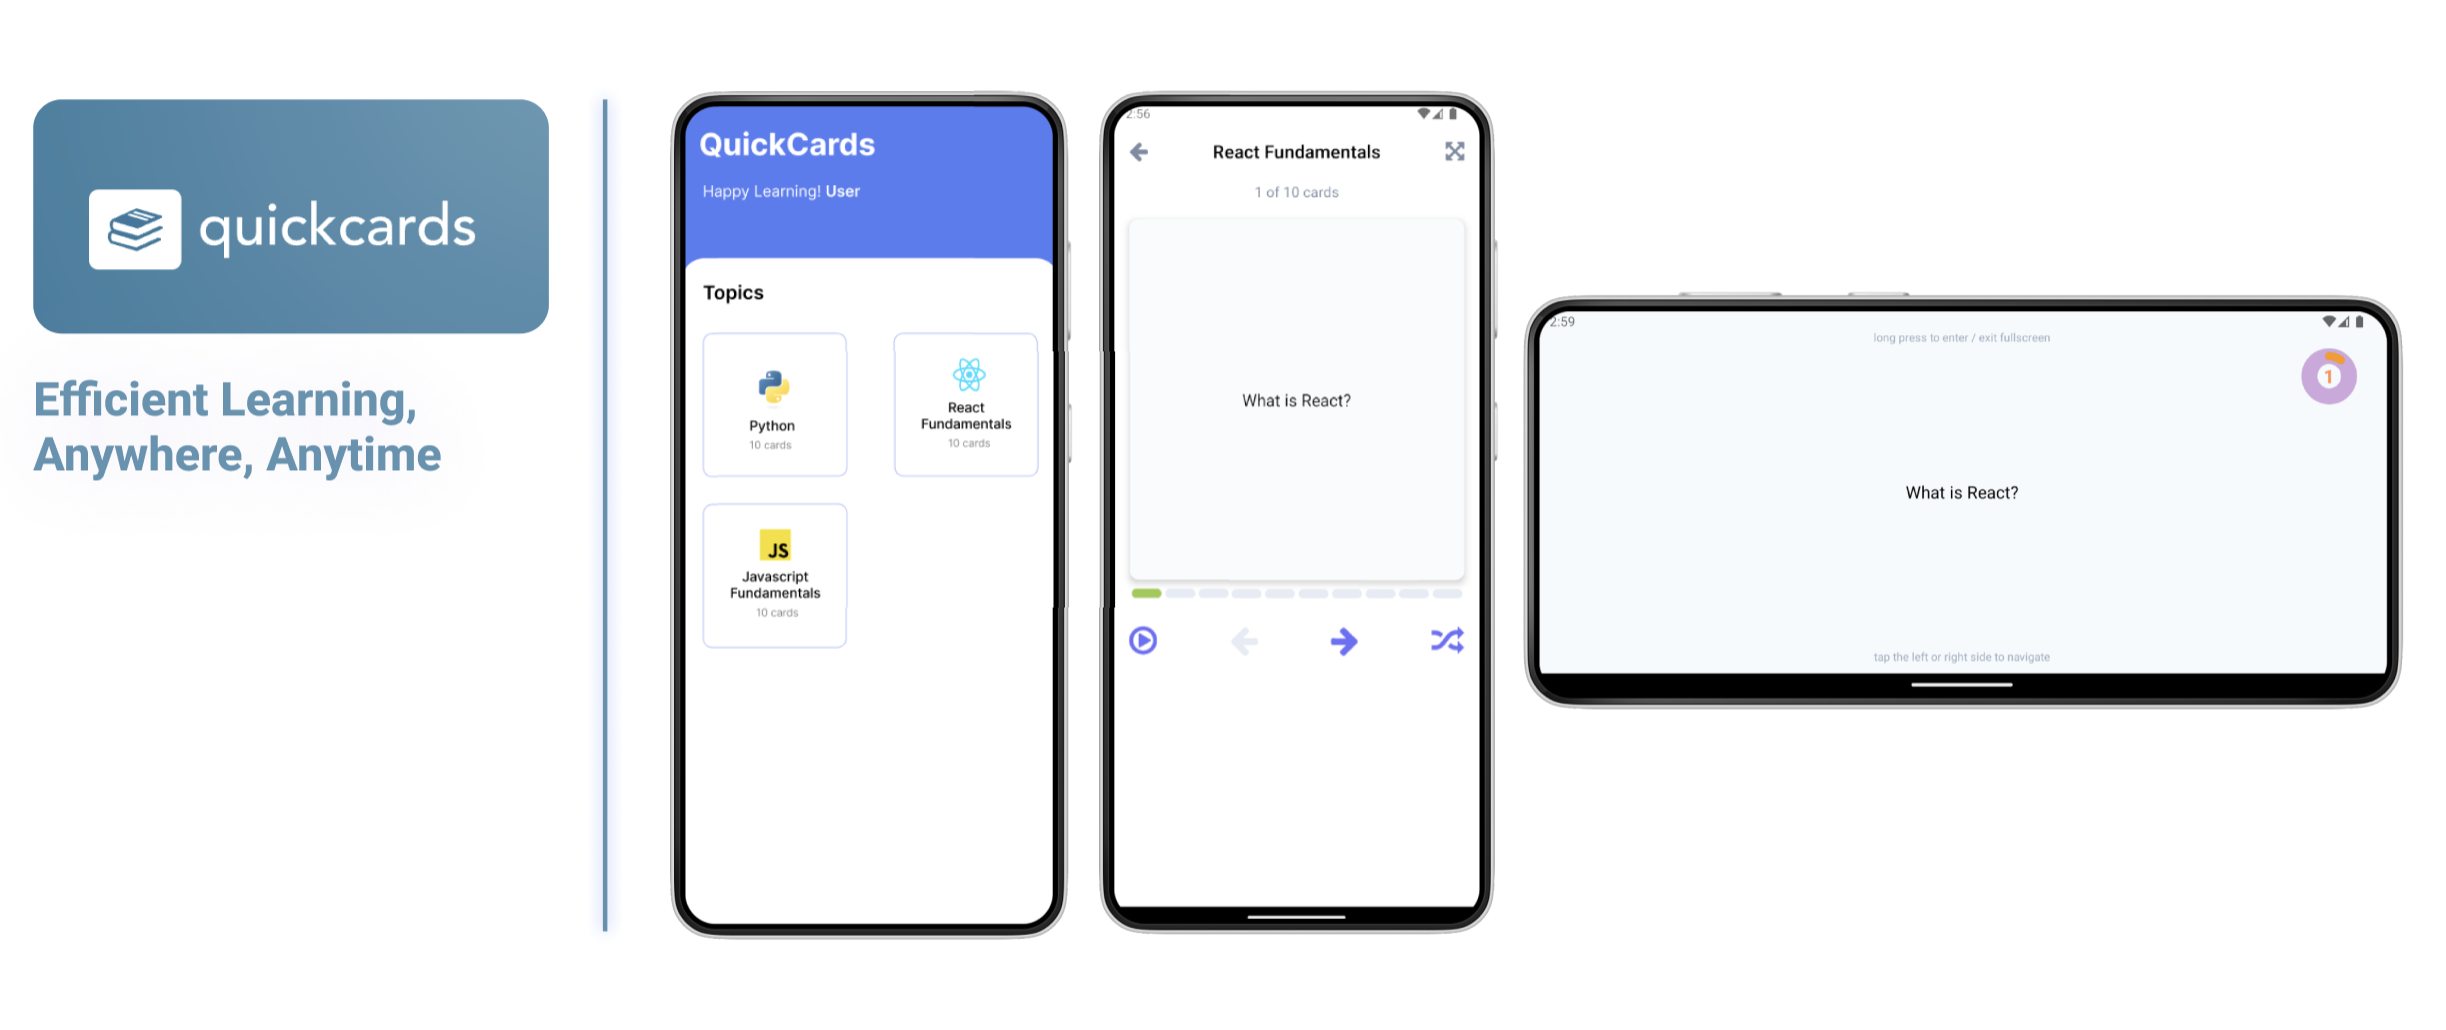 quickcards
Efficient Learning,
Anywhere, Anytime
QuickCards
Happy Learning! User
Topics
Python
10 cards
React
Fundamentals
10 cards
JS
Javascript
Fundamentals
10 cards
2:56
React Fundamentals
1 of 10 cards
What is React?
2:59
long press to enter / exit fullscreen
1
What is React?
tap the left or right side to navigate